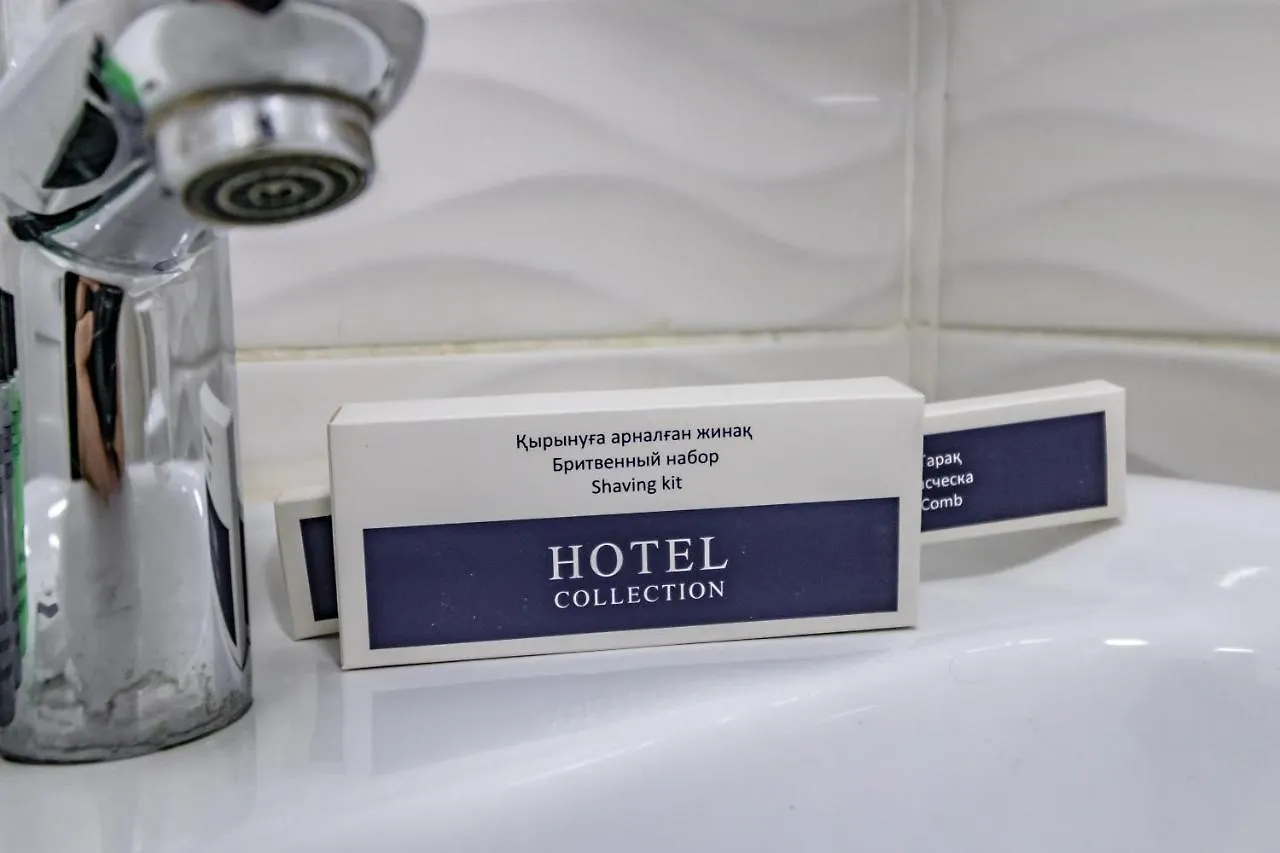 Қырынуға арналған жинақ
Бритвенный набор
Shaving kit
HOTEL
COLLECTION
Comb